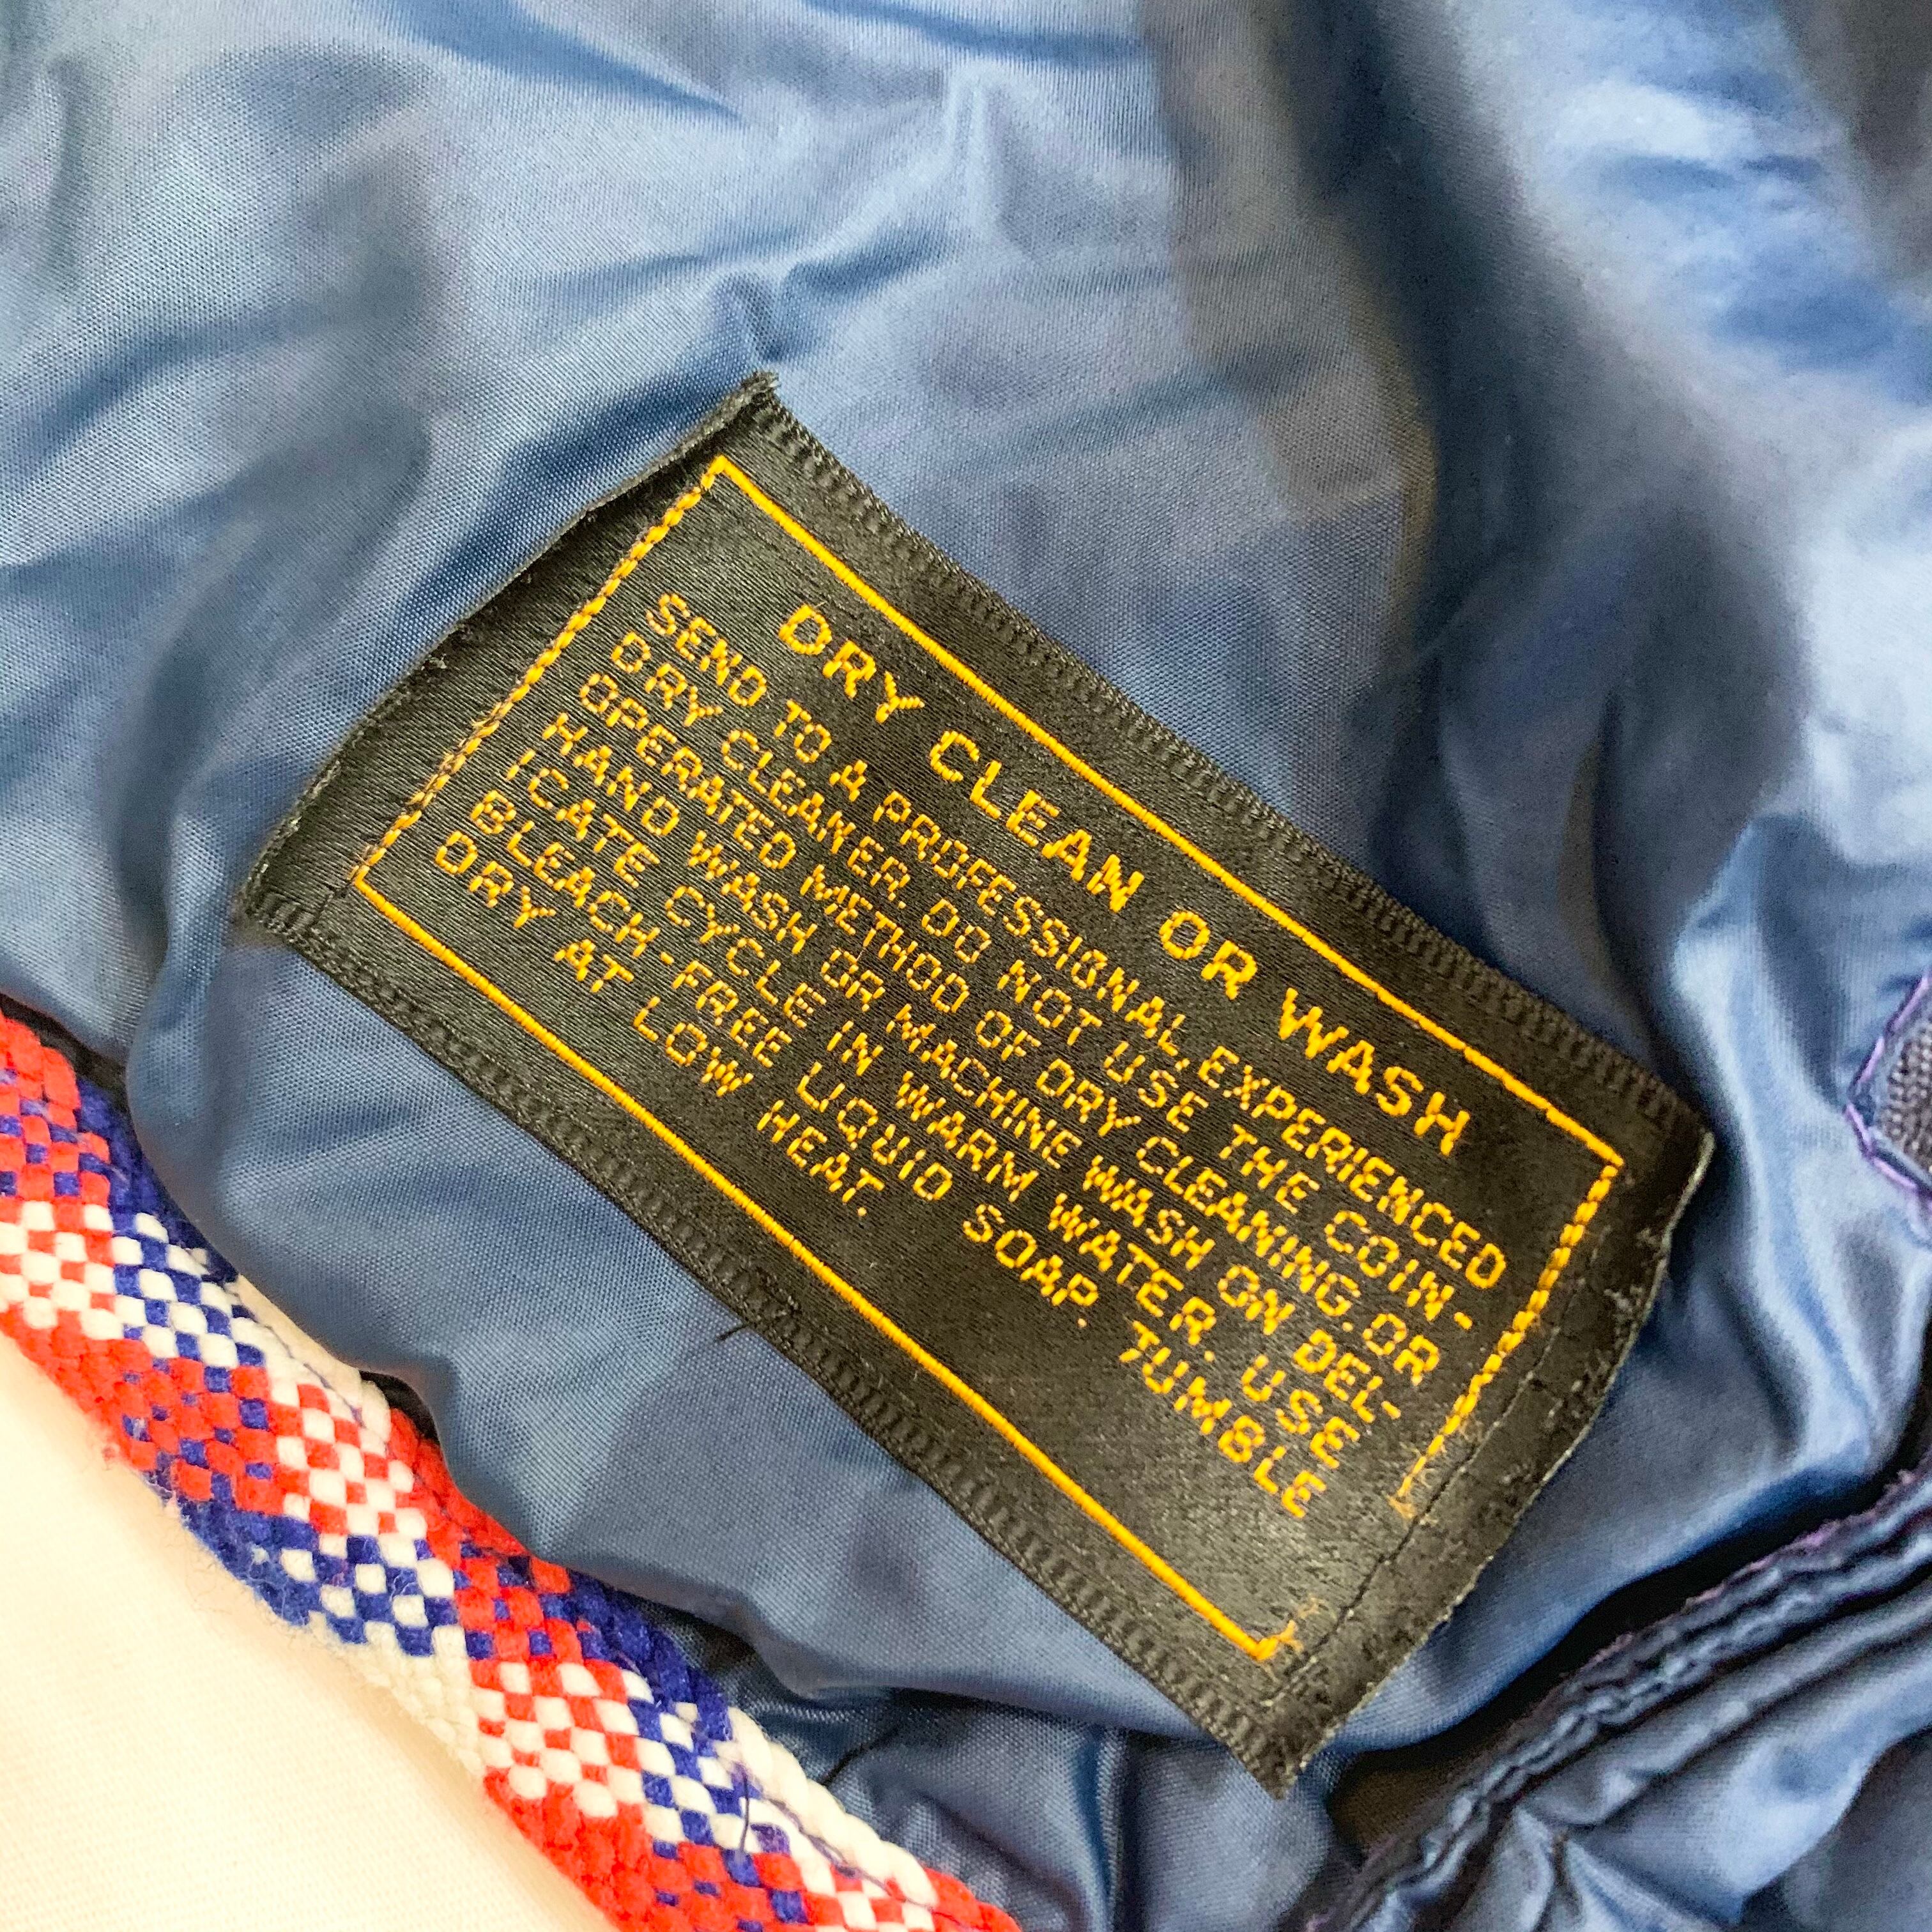 DRY CLEAN OR WASH
SEND TO A PROFESSIONAL, EXPERIENCED
DRY CLEANER. DO NOT USE THE COIN-
OPERATED METHOD OF DRY CLEANING. OR
HAND WASH OR MACHINE WASH ON DEL-
ICATE CYCLE IN WARM WATER. USE
BLEACH-FREE LIQUID SOAP. TUMBLE
DRY AT LOW HEAT.